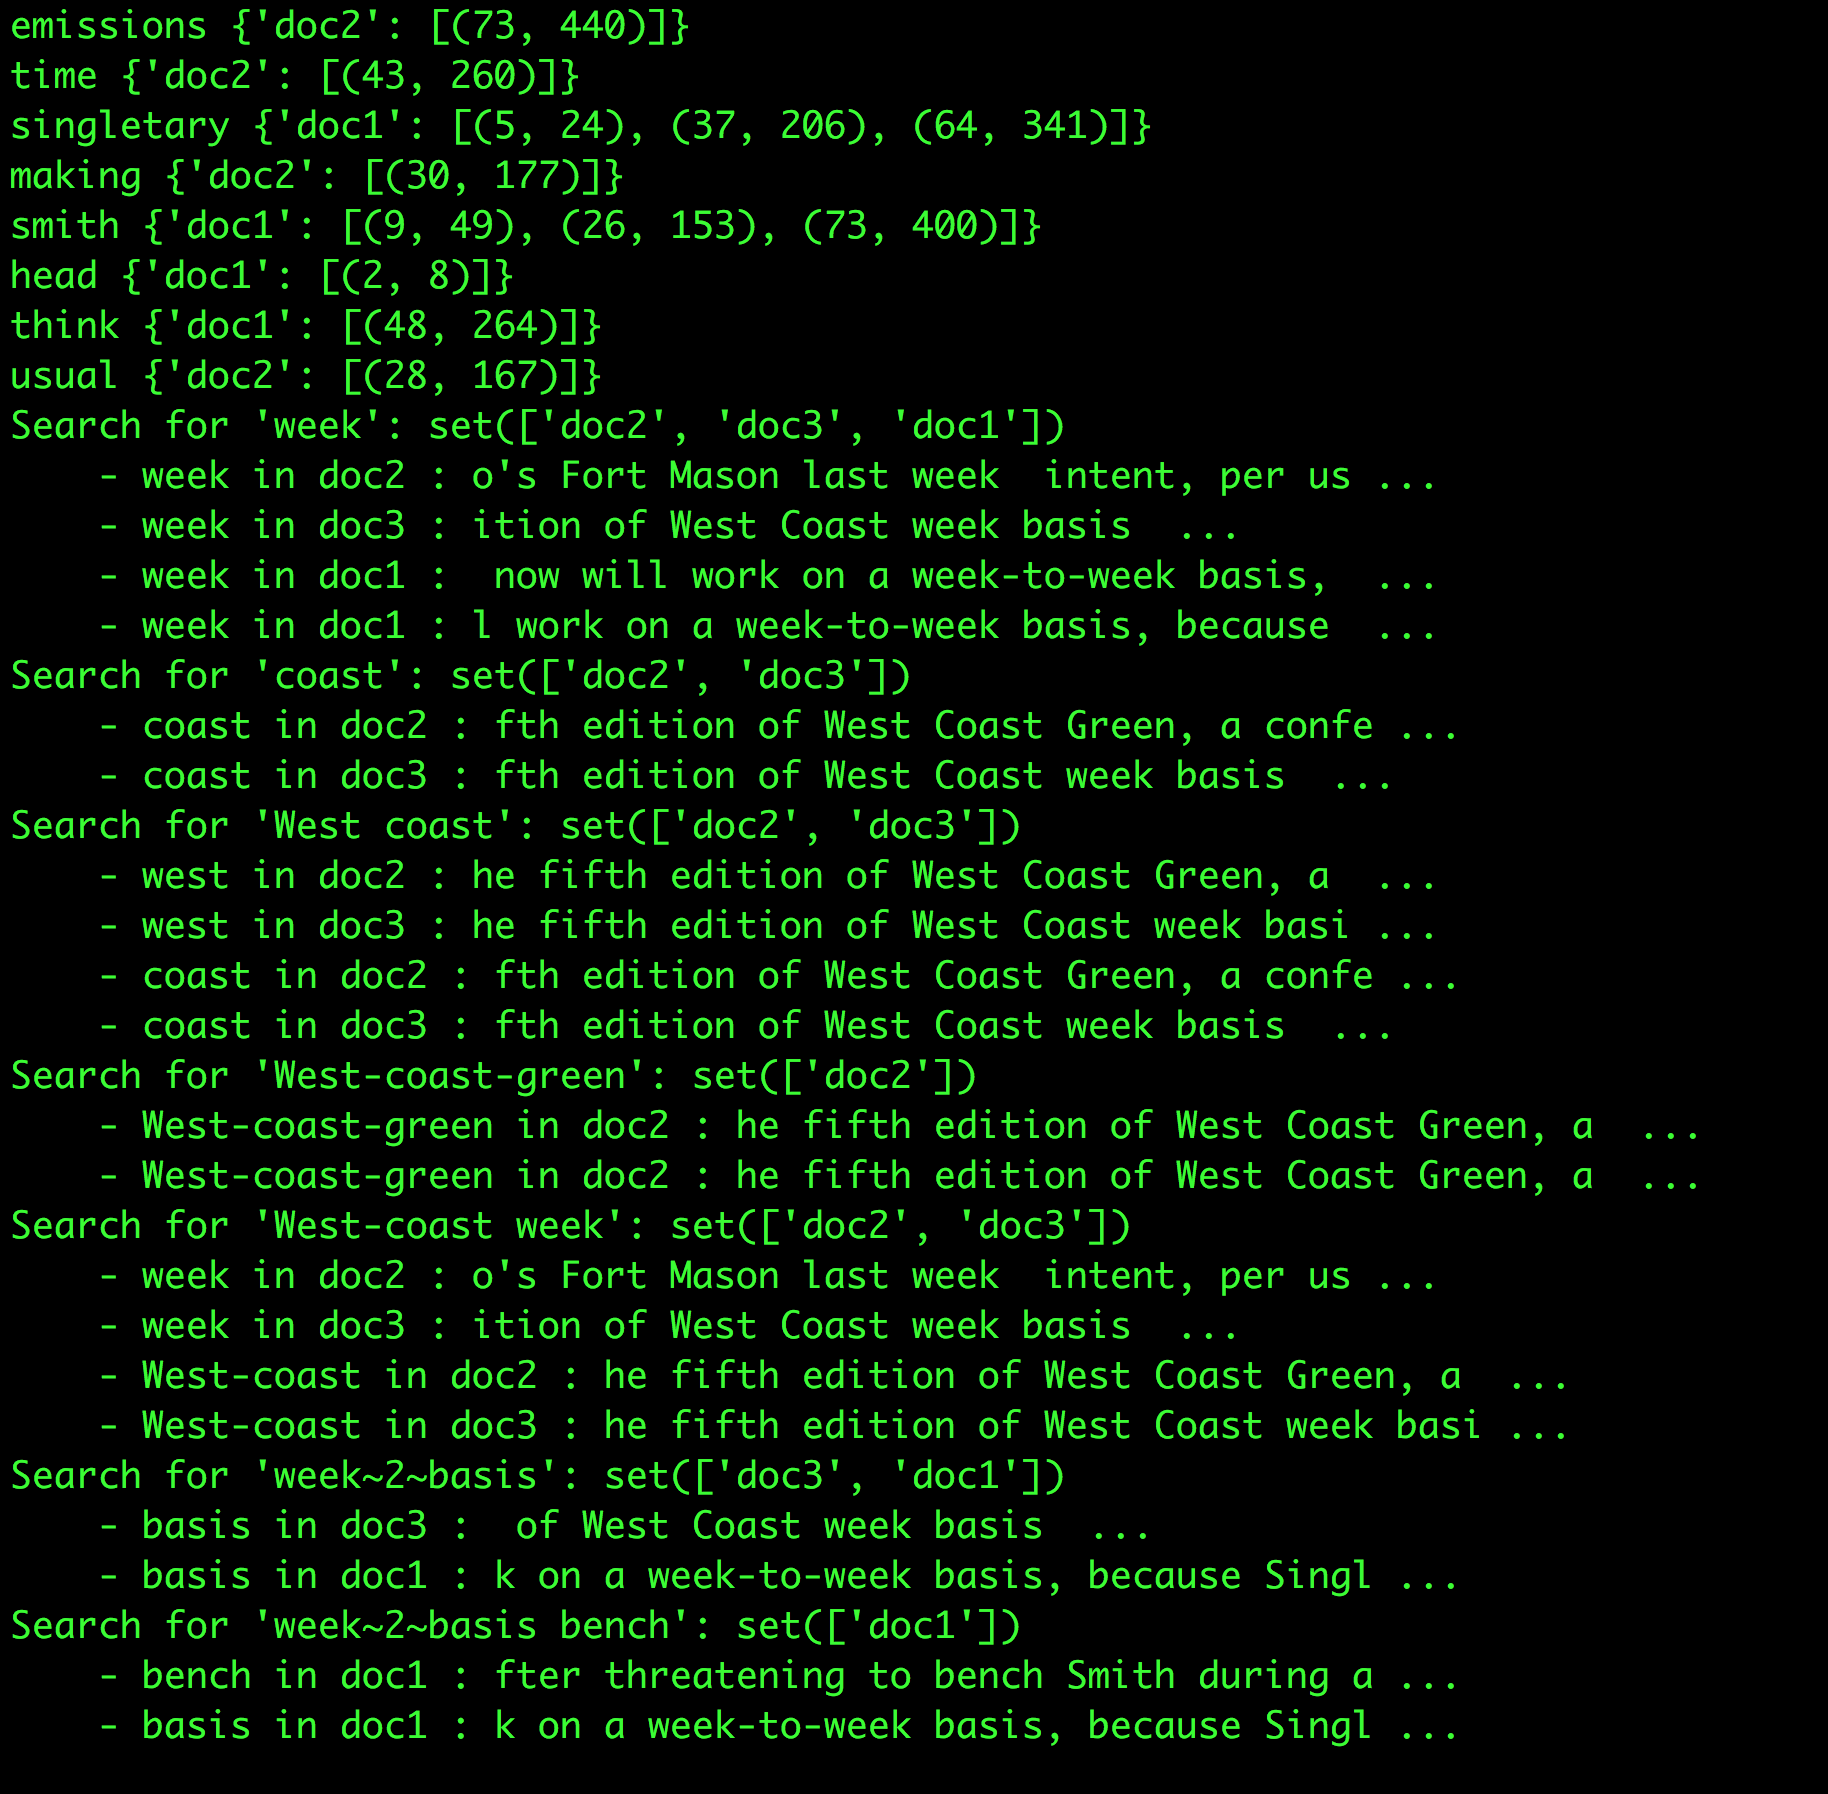 emissions {'doc2': [(73, 440)]}
time {'doc2': [(43, 260)]}
singletary {'doc1': [(5, 24), (37, 206), (64, 341)]}
making {'doc2': [(30, 177)]}
smith {'doc1': [(9, 49), (26, 153), (73, 400)]}
head {'doc1': [(2, 8)]}
think {'doc1': [(48, 264)]}
usual {'doc2': [(28, 167)]}
Search for 'week': set(['doc2', 'doc3', 'doc1'])
    - week in doc2 : o's Fort Mason last week  intent, per us ...
    - week in doc3 : ition of West Coast week basis  ...
    - week in doc1 :  now will work on a week-to-week basis,  ...
    - week in doc1 : l work on a week-to-week basis, because  ...
Search for 'coast': set(['doc2', 'doc3'])
    - coast in doc2 : fth edition of West Coast Green, a confe ...
    - coast in doc3 : fth edition of West Coast week basis  ...
Search for 'West coast': set(['doc2', 'doc3'])
    - west in doc2 : he fifth edition of West Coast Green, a  ...
    - west in doc3 : he fifth edition of West Coast week basi ...
    - coast in doc2 : fth edition of West Coast Green, a confe ...
    - coast in doc3 : fth edition of West Coast week basis  ...
Search for 'West-coast-green': set(['doc2'])
    - West-coast-green in doc2 : he fifth edition of West Coast Green, a  ...
    - West-coast-green in doc2 : he fifth edition of West Coast Green, a  ...
Search for 'West-coast week': set(['doc2', 'doc3'])
    - week in doc2 : o's Fort Mason last week  intent, per us ...
    - week in doc3 : ition of West Coast week basis  ...
    - West-coast in doc2 : he fifth edition of West Coast Green, a  ...
    - West-coast in doc3 : he fifth edition of West Coast week basi ...
Search for 'week~2~basis': set(['doc3', 'doc1'])
    - basis in doc3 :  of West Coast week basis  ...
    - basis in doc1 : k on a week-to-week basis, because Singl ...
Search for 'week~2~basis bench': set(['doc1'])
    - bench in doc1 : fter threatening to bench Smith during a ...
    - basis in doc1 : k on a week-to-week basis, because Singl ...